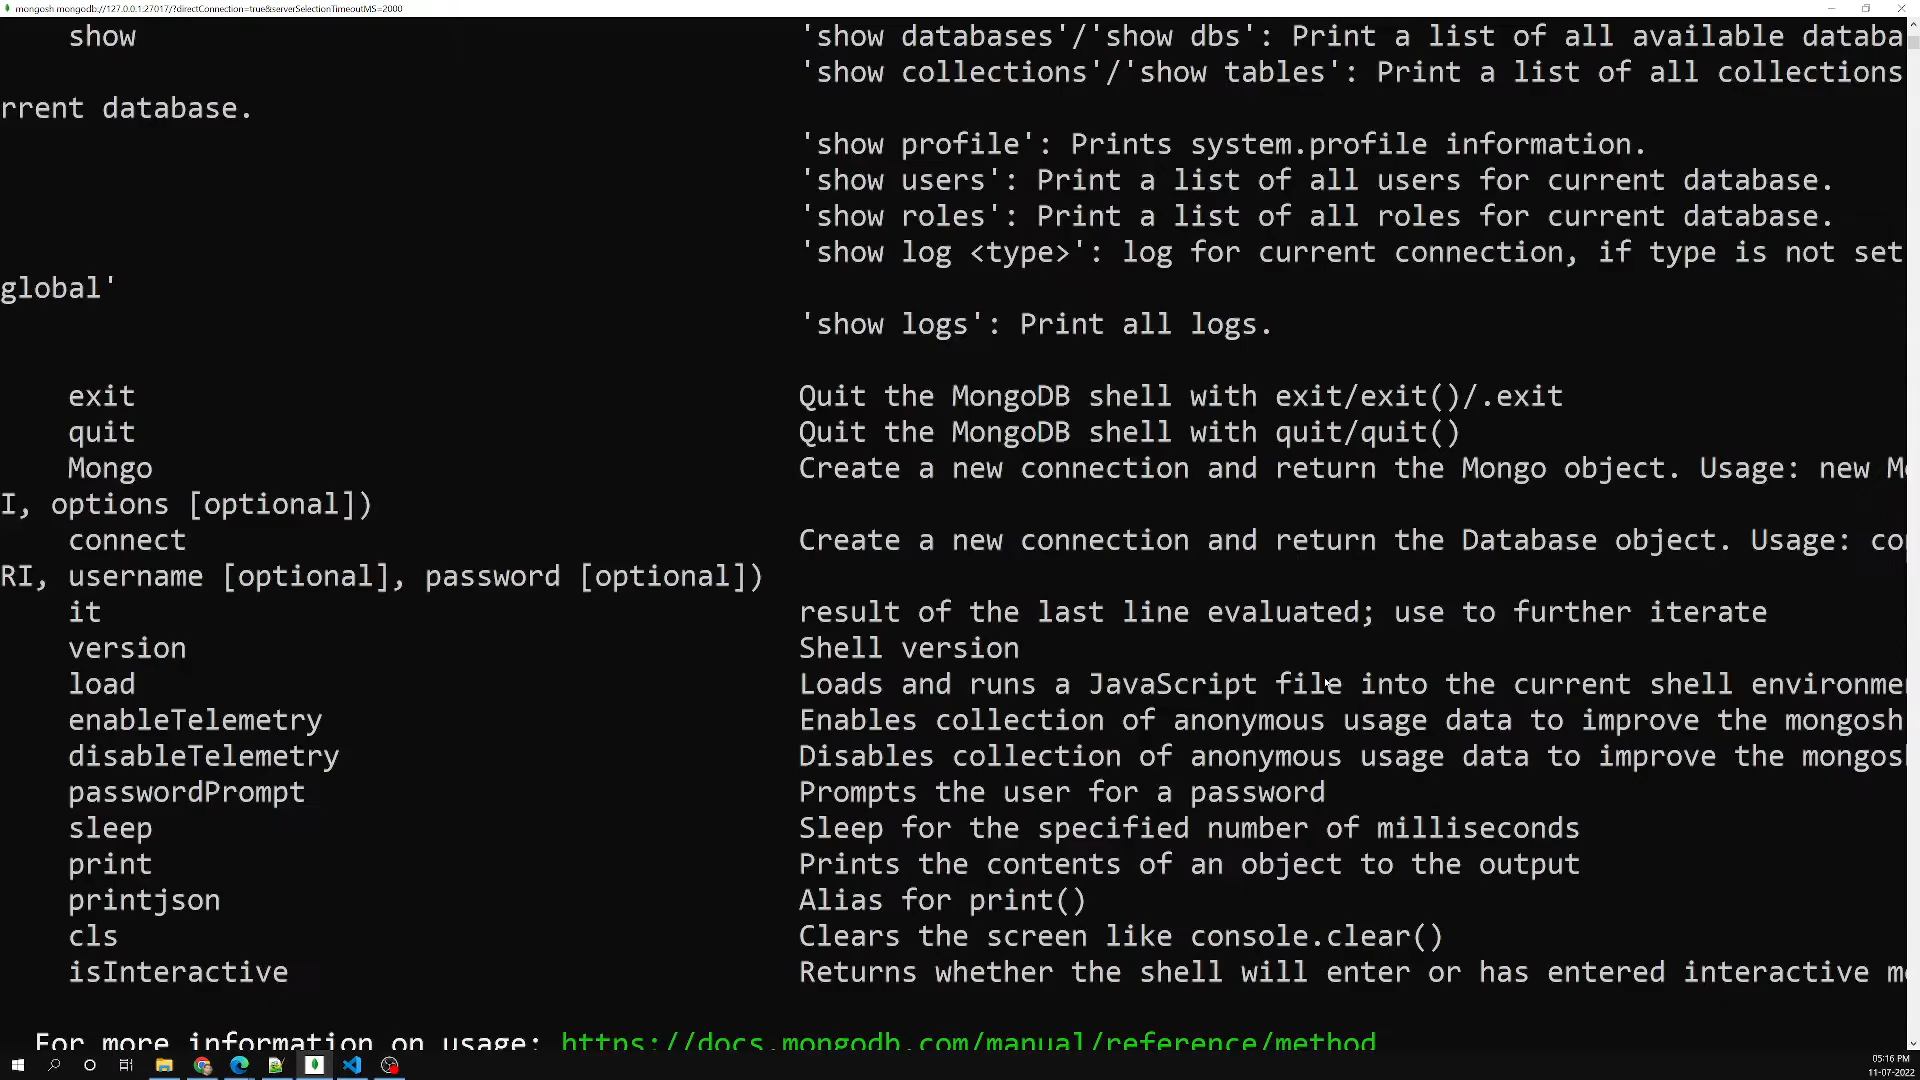 mongosh mongodb://127.0.0.1:27017/?directConnection=true&serverSelectionTimeoutMS=2000
show 'show databases'/'show dbs': Print a list of all available databa
'show collections'/'show tables': Print a list of all collections
rrent database.
'show profile': Prints system.profile information.
'show users': Print a list of all users for current database.
'show roles': Print a list of all roles for current database.
'show log <type>': log for current connection, if type is not set
global'
'show logs': Print all logs.
exit Quit the MongoDB shell with exit/exit()/.exit
quit Quit the MongoDB shell with quit/quit()
Mongo Create a new connection and return the Mongo object. Usage: new M
I, options [optional])
connect Create a new connection and return the Database object. Usage: co
RI, username [optional], password [optional])
it result of the last line evaluated; use to further iterate
version Shell version
load Loads and runs a JavaScript file into the current shell environme
enableTelemetry Enables collection of anonymous usage data to improve the mongosh
disableTelemetry Disables collection of anonymous usage data to improve the mongos
passwordPrompt Prompts the user for a password
sleep Sleep for the specified number of milliseconds
print Prints the contents of an object to the output
printjson Alias for print()
cls Clears the screen like console.clear()
isInteractive Returns whether the shell will enter or has entered interactive m
For more information on usage: https://docs.mongodb.com/manual/reference/method
05:16 PM
11-07-2022